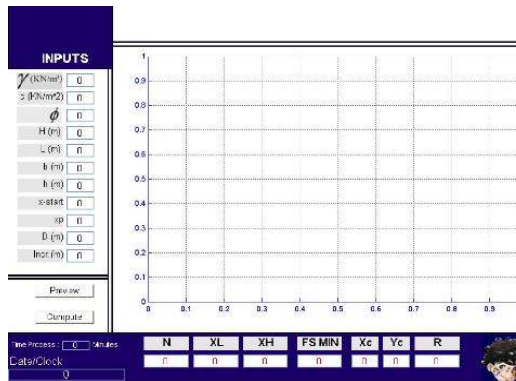 INPUTS
γ (KN/m³) 0
c (KN/m^2) 0
ϕ 0
H (m) 0
L (m) 0
b (m) 0
h (m) 0
x-start 0
xp 0
D (m) 0
Incr.(m) 0
Preview
Compute
1
0.9
0.8
0.7
0.6
0.5
0.4
0.3
0.2
0.1
0
0 0.1 0.2 0.3 0.4 0.5 0.6 0.7 0.8 0.9
Time Process : 0 Minutes
Date/Clock
0
N XL XH FS MIN Xc Yc R
0 0 0 0 0 0 0